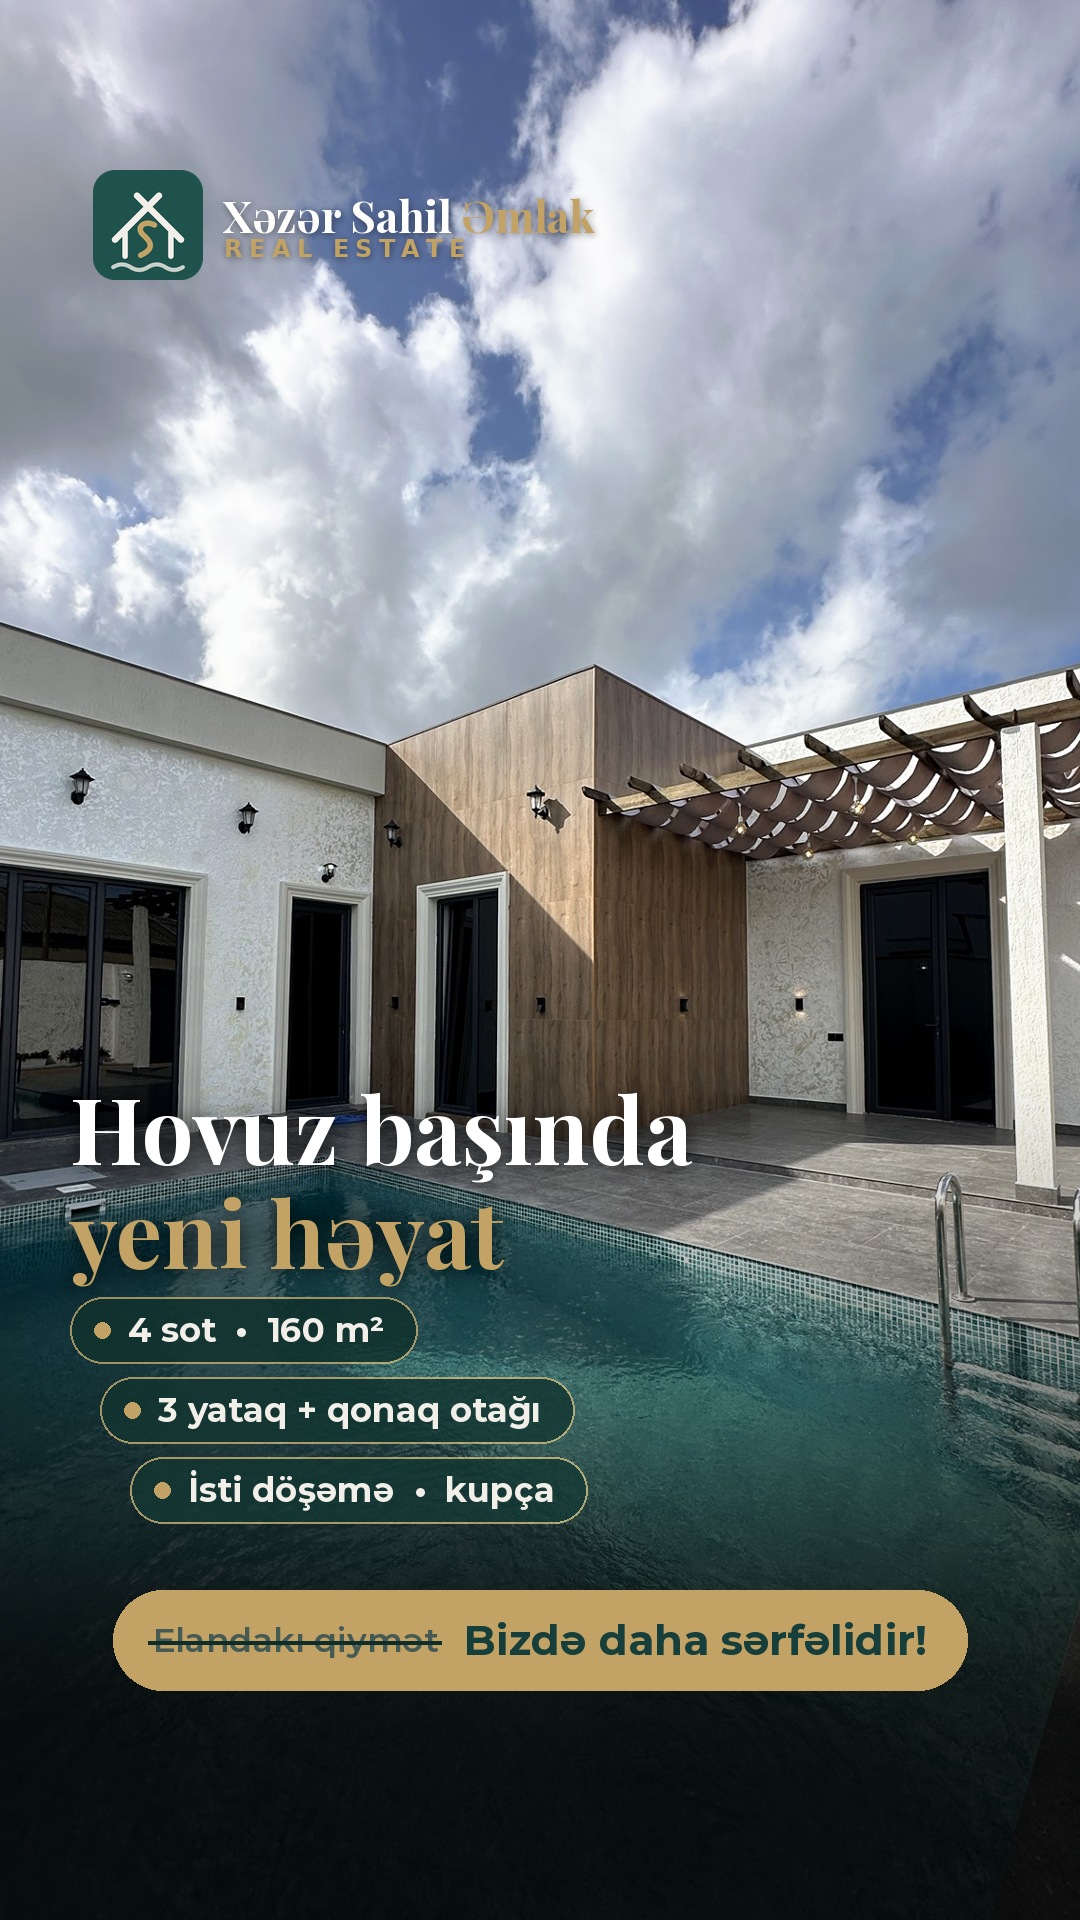 Xəzər Sahil Əmlak
REAL ESTATE
Hovuz başında
yeni həyat
4 sot • 160 m²
3 yataq + qonaq otağı
İsti döşəmə • kupça
Elandakı qiymət Bizdə daha sərfəlidir!